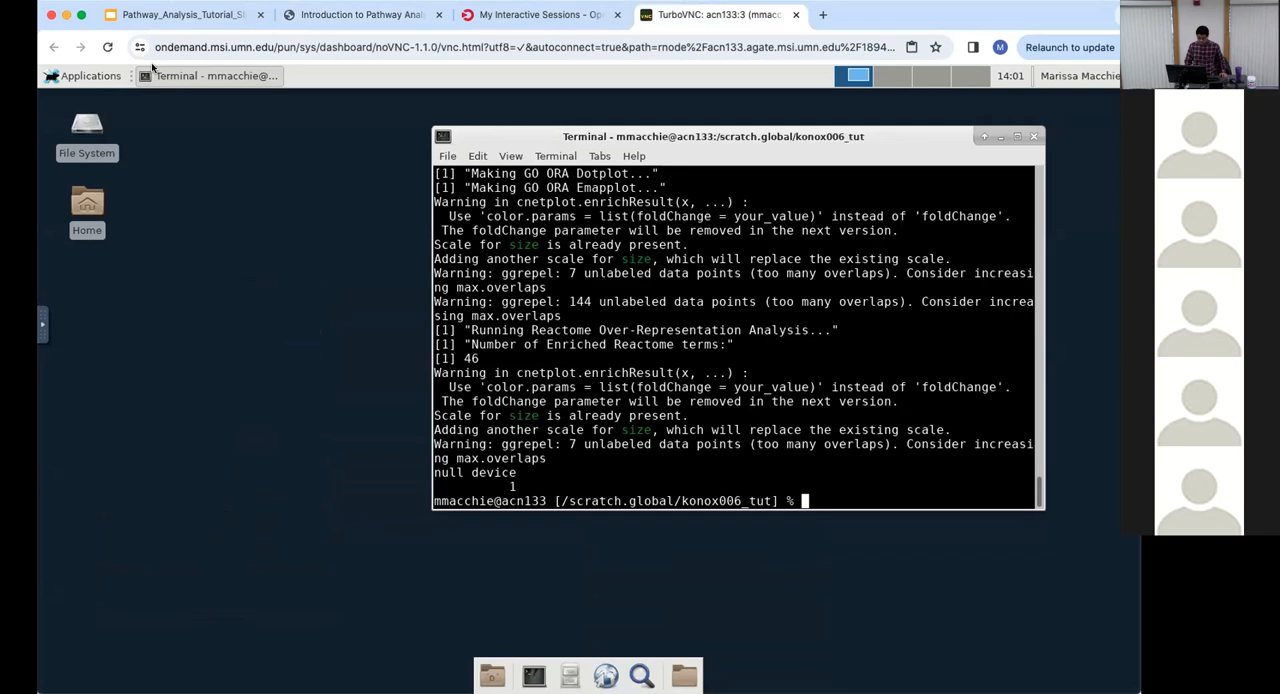 Pathway_Analysis_Tutorial_Sl
Introduction to Pathway Anal
My Interactive Sessions - Ope
TurboVNC: acn133:3 (mmacc
ondemand.msi.umn.edu/pun/sys/dashboard/noVNC-1.1.0/vnc.html?utf8=✓&autoconnect=true&path=rnode%2Facn133.agate.msi.umn.edu%2F1894...
M
Relaunch to update
Applications
Terminal - mmacchie@...
14:01
Marissa Macchie
File System
Home
Terminal - mmacchie@acn133:/scratch.global/konox006_tut
File Edit View Terminal Tabs Help
[1] "Making GO ORA Dotplot..."
[1] "Making GO ORA Emapplot..."
Warning in cnetplot.enrichResult(x, ...) :
Use 'color.params = list(foldChange = your_value)' instead of 'foldChange'.
The foldChange parameter will be removed in the next version.
Scale for size is already present.
Adding another scale for size, which will replace the existing scale.
Warning: ggrepel: 7 unlabeled data points (too many overlaps). Consider increasi
ng max.overlaps
Warning: ggrepel: 144 unlabeled data points (too many overlaps). Consider increa
sing max.overlaps
[1] "Running Reactome Over-Representation Analysis..."
[1] "Number of Enriched Reactome terms:"
[1] 46
Warning in cnetplot.enrichResult(x, ...) :
Use 'color.params = list(foldChange = your_value)' instead of 'foldChange'.
The foldChange parameter will be removed in the next version.
Scale for size is already present.
Adding another scale for size, which will replace the existing scale.
Warning: ggrepel: 7 unlabeled data points (too many overlaps). Consider increasi
ng max.overlaps
null device
1
mmacchie@acn133 [/scratch.global/konox006_tut] %